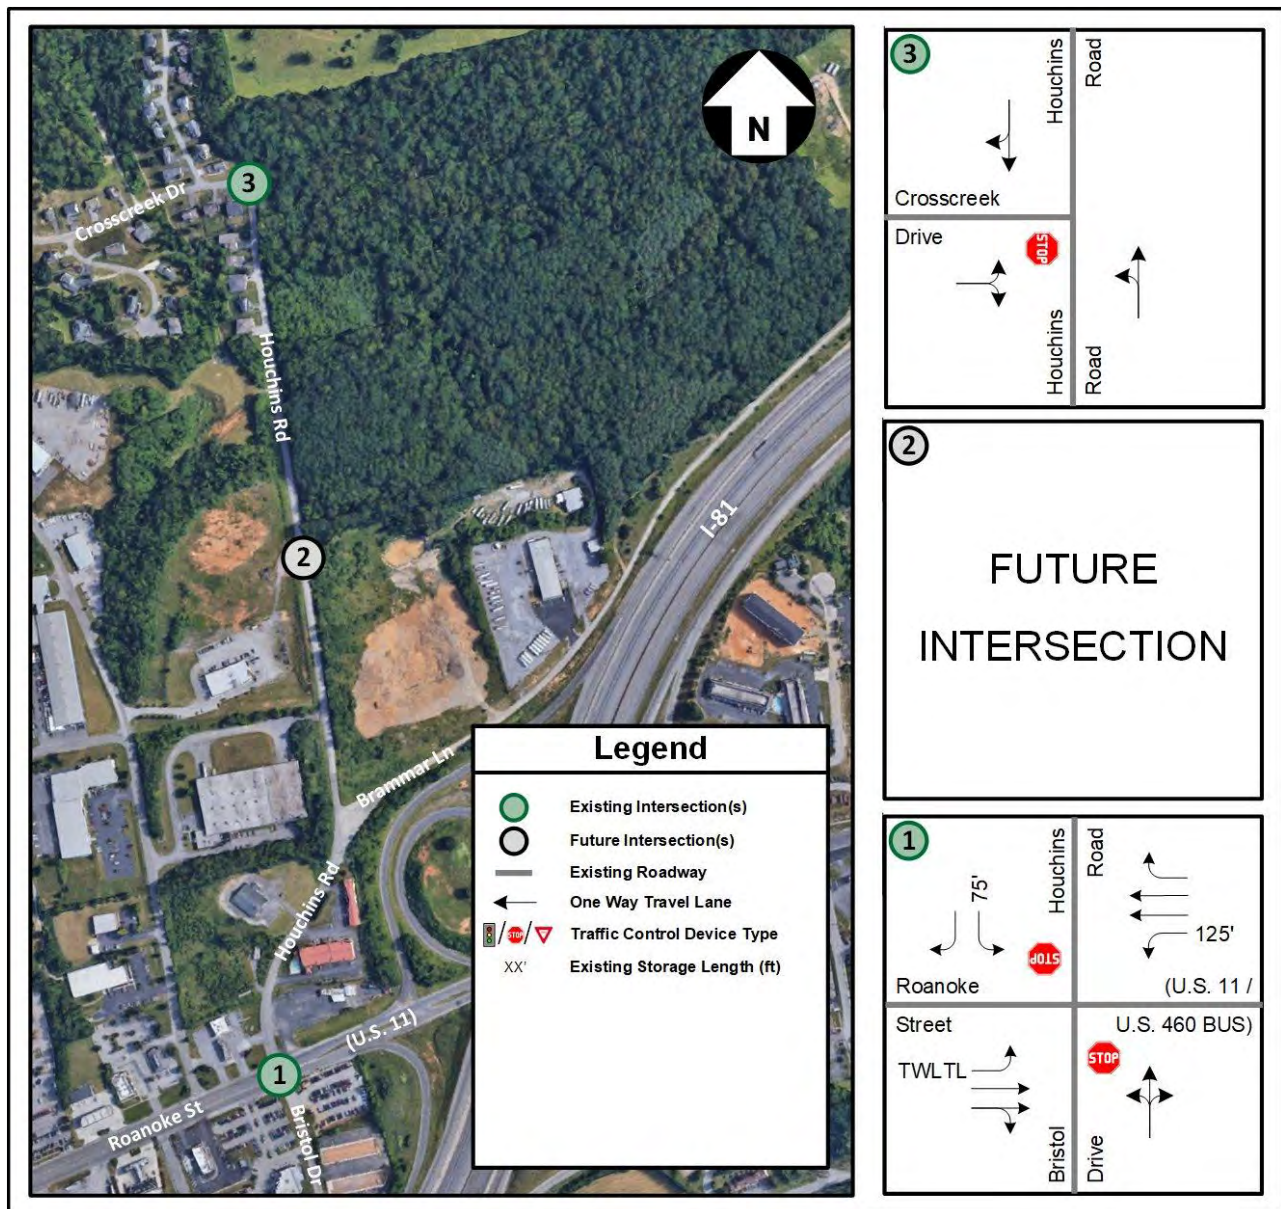 N
3
Crosscreek Dr
Houchins Rd
2
I-81
Brammar Ln
Houchins Rd
(U.S. 11)
1
Roanoke St
Bristol Dr
Legend
Existing Intersection(s)
Future Intersection(s)
Existing Roadway
One Way Travel Lane
STOP
Traffic Control Device Type
XX'
Existing Storage Length (ft)
3
Houchins
Road
Crosscreek
Drive
STOP
Houchins
Road
2
FUTURE
INTERSECTION
1
75'
Houchins
Road
125'
STOP
Roanoke
(U.S. 11 /
Street
U.S. 460 BUS)
TWLTL
STOP
Bristol
Drive